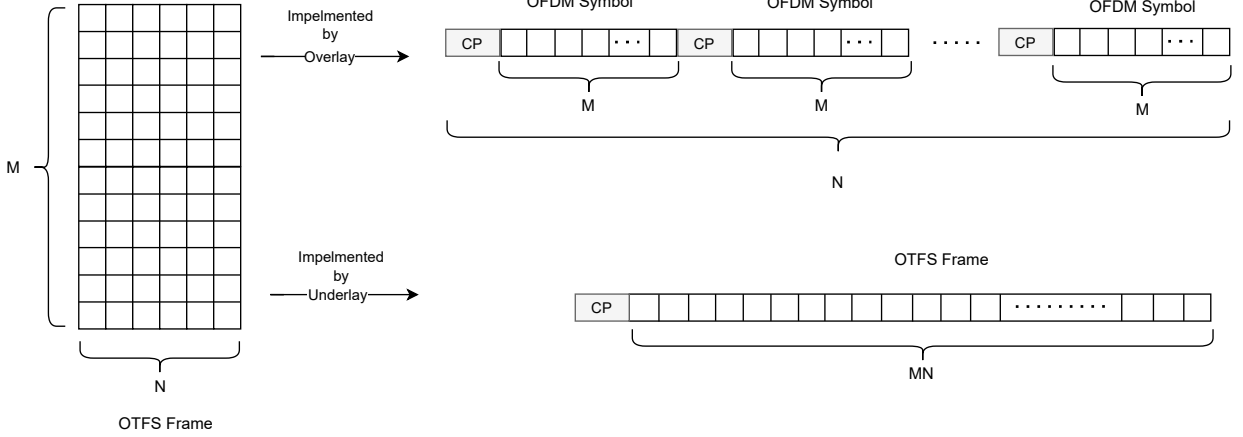 OFDM Symbol
OFDM Symbol
OFDM Symbol
Impelmented
by
Overlay
CP
CP
CP
M
M
M
M
N
Impelmented
by
Underlay
OTFS Frame
CP
MN
N
OTFS Frame